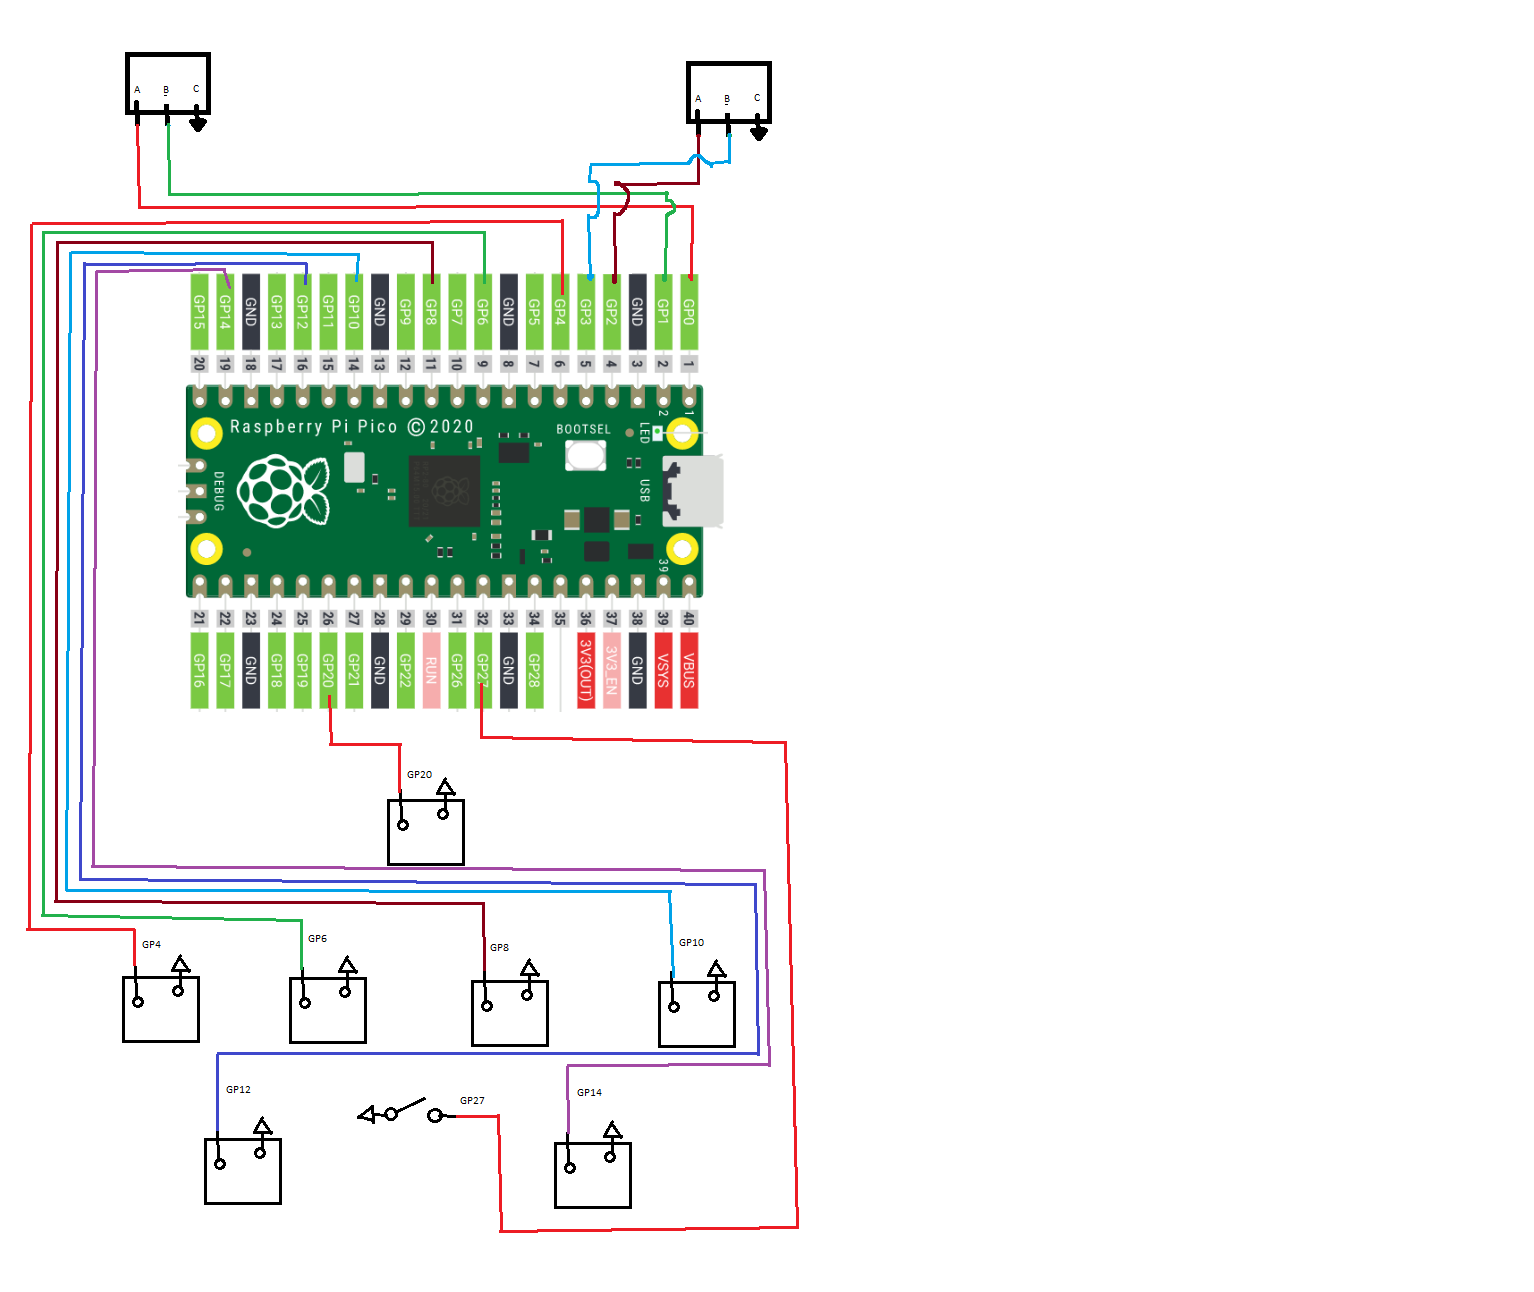 A B C
A B C
GP15 GP14 GND GP13 GP12 GP11 GP10 GND GP9 GP8 GP7 GP6 GND GP5 GP4 GP3 GP2 GND GP1 GP0
20 19 18 17 16 15 14 13 12 11 10 9 8 7 6 5 4 3 2 1
2 1
Raspberry Pi Pico © 2020
BOOTSEL
LED
DEBUG
USB
39
21 22 23 24 25 26 27 28 29 30 31 32 33 34 35 36 37 38 39 40
GP16 GP17 GND GP18 GP19 GP20 GP21 GND GP22 RUN GP26 GP27 GND GP28 3V3(OUT) 3V3_EN GND VSYS VBUS
GP20
GP4
GP6
GP8
GP10
GP12
GP27
GP14